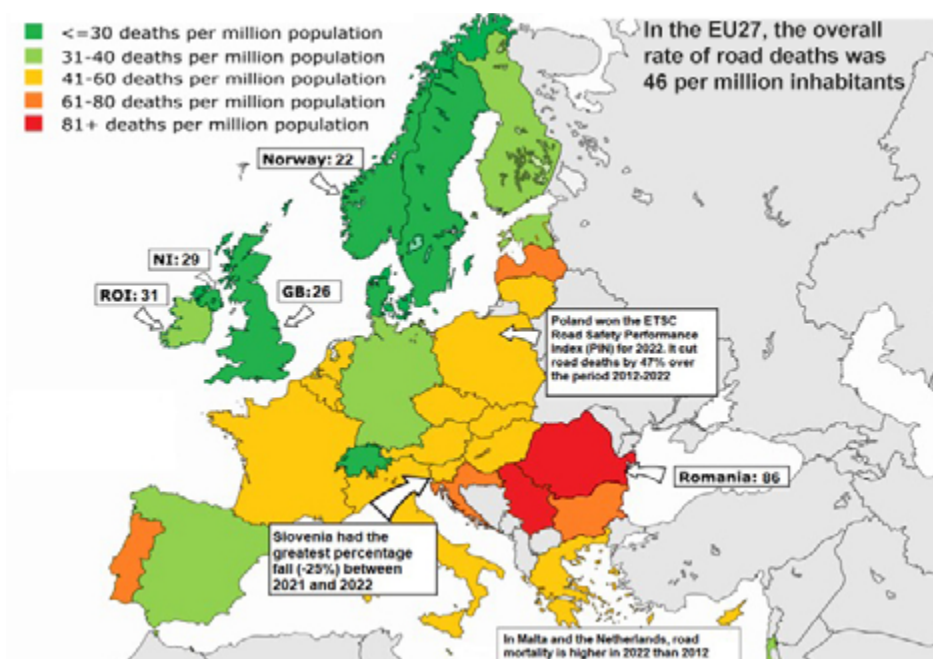 <=30 deaths per million population
31-40 deaths per million population
41-60 deaths per million population
61-80 deaths per million population
81+ deaths per million population
In the EU27, the overall
rate of road deaths was
46 per million inhabitants
Norway: 22
NI: 29
ROI: 31
GB: 26
Poland won the ETSC
Road Safety Performance
Index (PIN) for 2022. It cut
road deaths by 47% over
the period 2012-2022
Romania: 86
Slovenia had the
greatest percentage
fall (-25%) between
2021 and 2022
In Malta and the Netherlands, road
mortality is higher in 2022 than 2012